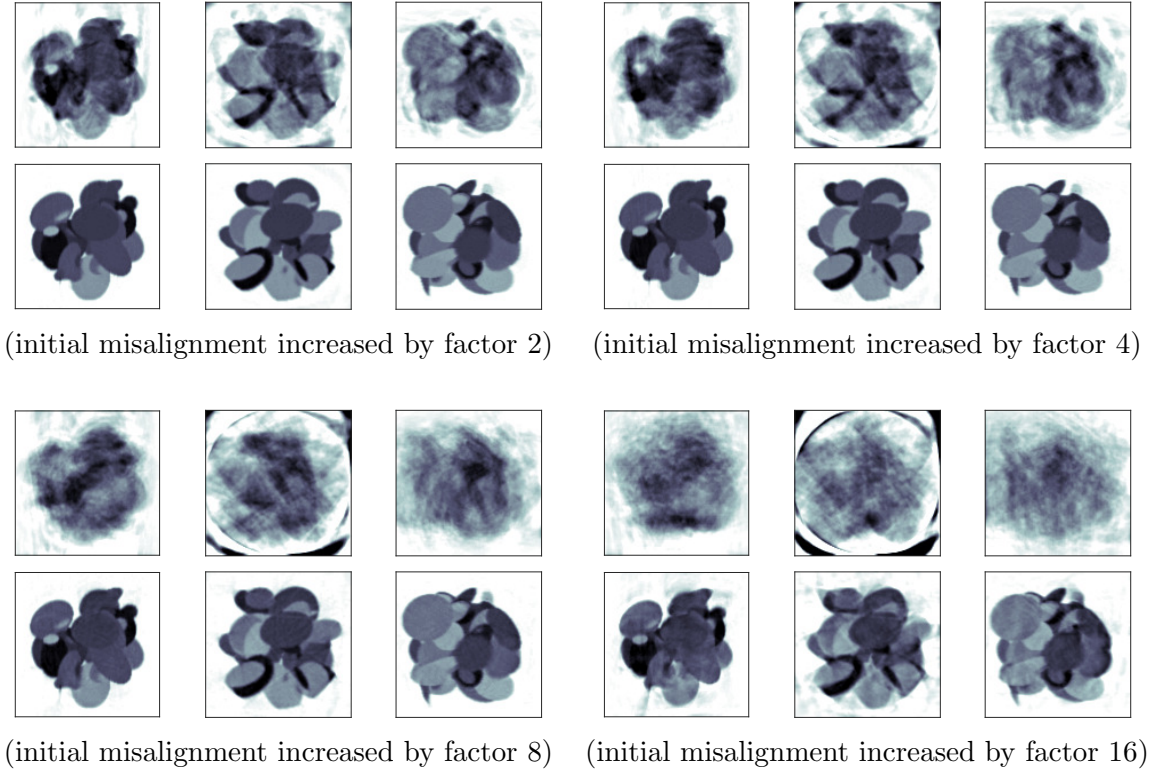 (initial misalignment increased by factor 2)
(initial misalignment increased by factor 4)
(initial misalignment increased by factor 8)
(initial misalignment increased by factor 16)